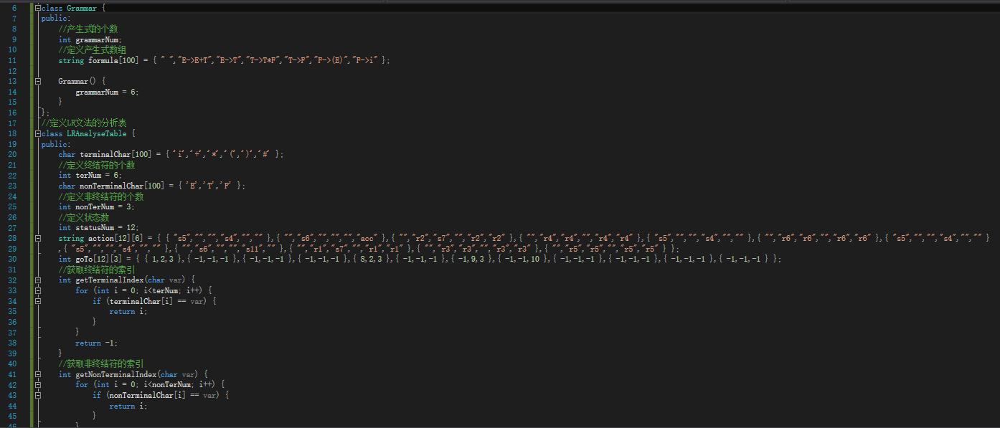 6 class Grammar {
7 public:
8 //产生式的个数
9 int grammarNum;
10 //定义产生式数组
11 string formula[100] = { " ","E->E+T","E->T","T->T*F","T->F","F->(E)","F->i" };
12
13 Grammar() {
14 grammarNum = 6;
15 }
16 };
17 //定义LR文法的分析表
18 class LRAnalyseTable {
19 public:
20 char terminalChar[100] = { 'i','+','*','(',')','#' };
21 //定义终结符的个数
22 int terNum = 6;
23 char nonTerminalChar[100] = { 'E','T','F' };
24 //定义非终结符的个数
25 int nonTerNum = 3;
26 //定义状态数
27 int statusNum = 12;
28 string action[12][6] = { { "s5","","","s4","","" },{ "","s6","","","","acc" },{ "","r2","s7","","r2","r2" },{ "","r4","r4","","r4","r4" },{ "s5","","","s4","","" },{ "","r6","r6","","r6","r6" },{ "s5","","","s4","","" }
29 ,{ "s5","","","s4","","" },{ "","s6","","","s11","" },{ "","r1","s7","","r1","r1" },{ "","r3","r3","","r3","r3" },{ "","r5","r5","","r5","r5" } };
30 int goTo[12][3] = { { 1,2,3 },{ -1,-1,-1 },{ -1,-1,-1 },{ -1,-1,-1 },{ 8,2,3 },{ -1,-1,-1 },{ -1,9,3 },{ -1,-1,10 },{ -1,-1,-1 },{ -1,-1,-1 },{ -1,-1,-1 },{ -1,-1,-1 } };
31 //获取终结符的索引
32 int getTerminalIndex(char var) {
33 for (int i = 0; i<terNum; i++) {
34 if (terminalChar[i] == var) {
35 return i;
36 }
37 }
38 return -1;
39 }
40 //获取非终结符的索引
41 int getNonTerminalIndex(char var) {
42 for (int i = 0; i<nonTerNum; i++) {
43 if (nonTerminalChar[i] == var) {
44 return i;
45 }
46 }